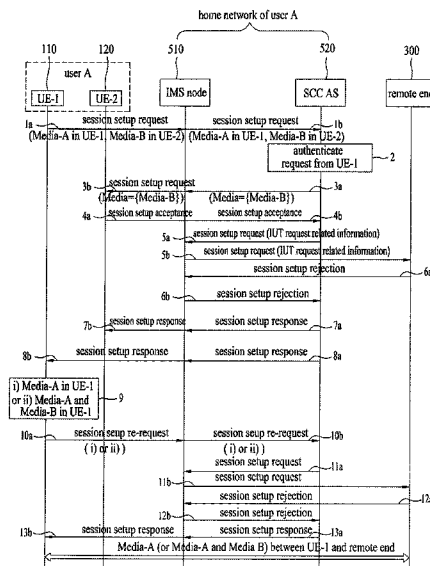 home network of user A
110 120 510 520 300
user A
UE-1 UE-2 IMS node SCC AS remote end
1a session setup request session setup request 1b
(Media-A in UE-1, Media-B in UE-2) (Media-A in UE-1, Media-B in UE-2)
authenticate request from UE-1 2
3b session setup request 3a
(Media={Media-B}) (Media={Media-B})
4a session setup acceptance session setup acceptance 4b
5a session setup request (IUT request related information)
5b session setup request (IUT request related information)
session setup rejection 6a
6b session setup rejection
7b session setup response session setup response 7a
8b session setup response session setup response 8a
i) Media-A in UE-1
or ii) Media-A and
Media-B in UE-1
9
10a session seup re-request session seup re-request 10b
( i) or ii) ) ( i) or ii) )
session setup request 11a
11b session setup request
session setup rejection 12a
12b session setup rejection
13b session setup response session setup response 13a
Media-A (or Media-A and Media B) between UE-1 and remote end